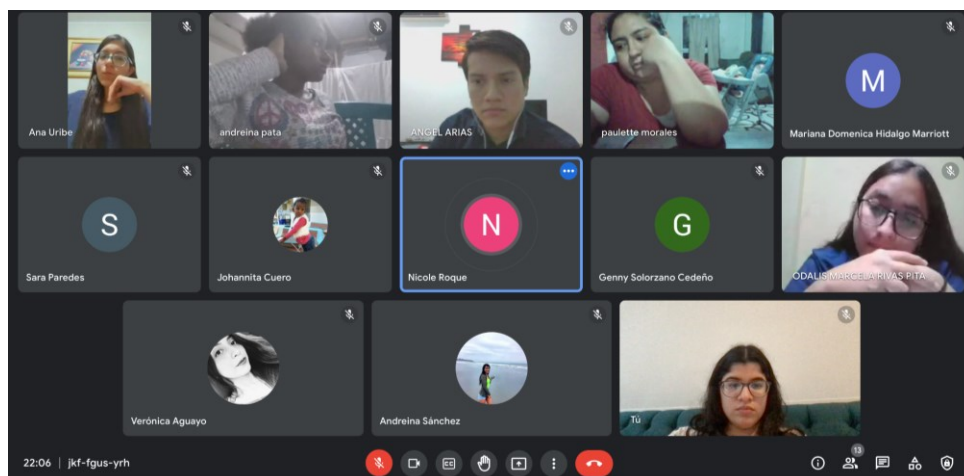 Ana Uribe
andreina pata
ANGEL ARIAS
paulette morales
M
Mariana Domenica Hidalgo Marriott
S
Sara Paredes
Johannita Cuero
N
Nicole Roque
G
Genny Solorzano Cedeño
ODALIS MARCELA RIVAS PITA
Verónica Aguayo
Andreina Sánchez
Tú
22:06 | jkf-fgus-yrh
CC
13